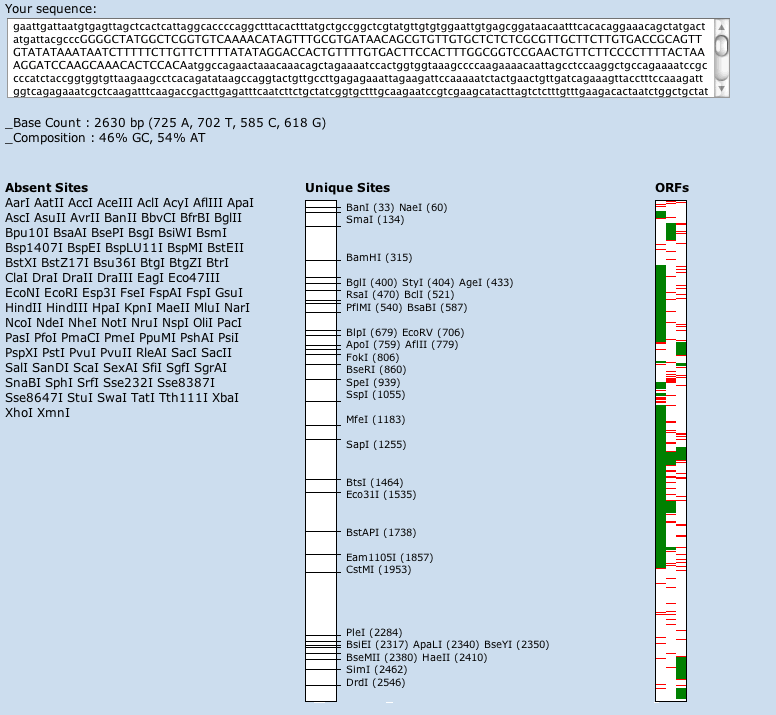 Your sequence:
gaattgattaatgtgagttagctcactcattaggcaccccaggctttacactttatgctgccggctcgtatgttgtgtggaattgtgagcggataacaatttcacacaggaaacagctatgact
atgattacgcccGGGGCTATGGCTCGGTGTCAAAACATAGTTTGCGTGATAACAGCGTGTTGTGCTCTCTCGCGTTGCTTCTTGTGACCGCAGTT
GTATATAAATAATCTTTTTCTTGTTCTTTTATATAGGACCACTGTTTTGTGACTTCCACTTTGGCGGTCCGAACTGTTCTTCCCCTTTTACTAA
AGGATCCAAGCAAACACTCCACAatggccagaactaaacaaacagctagaaaatccactggtggtaaagccccaagaaaacaattagcctccaaggctgccagaaaatccgc
cccatctaccggtggtgttaagaagcctcacagatataagccaggtactgttgccttgagagaaattagaagattccaaaaatctactgaactgttgatcagaaagttacctttccaaagatt
ggtcagagaaatcgctcaagatttcaagaccgacttgagatttcaatcttctgctatcggtgctttgcaagaatccgtcgaagcatacttagtctctttgtttgaagacactaatctggctgctat
_Base Count : 2630 bp (725 A, 702 T, 585 C, 618 G)
_Composition : 46% GC, 54% AT
Absent Sites
AarI AatII AccI AceIII AclI AcyI AflIII ApaI
AscI AsuII AvrII BanII BbvCI BfrBI BglII
Bpu10I BsaAI BsePI BsgI BsiWI BsmI
Bsp1407I BspEI BspLU11I BspMI BstEII
BstXI BstZ17I Bsu36I BtgI BtgZI BtrI
ClaI DraI DraII DraIII EagI Eco47III
EcoNI EcoRI Esp3I FseI FspAI FspI GsuI
HindII HindIII HpaI KpnI MaeII MluI NarI
NcoI NdeI NheI NotI NruI NspI OliI PacI
PasI PfoI PmaCI PmeI PpuMI PshAI PsiI
PspXI PstI PvuI PvuII RleAI SacI SacII
SalI SanDI ScaI SexAI SfiI SgfI SgrAI
SnaBI SphI SrfI Sse232I Sse8387I
Sse8647I StuI SwaI TatI Tth111I XbaI
XhoI XmnI
Unique Sites
BanI (33) NaeI (60)
SmaI (134)
BamHI (315)
BglI (400) StyI (404) AgeI (433)
RsaI (470) BclI (521)
PflMI (540) BsaBI (587)
BlpI (679) EcoRV (706)
ApoI (759) AflII (779)
FokI (806)
BseRI (860)
SpeI (939)
SspI (1055)
MfeI (1183)
SapI (1255)
BtsI (1464)
Eco31I (1535)
BstAPI (1738)
Eam1105I (1857)
CstMI (1953)
PleI (2284)
BsiEI (2317) ApaLI (2340) BseYI (2350)
BseMII (2380) HaeII (2410)
SimI (2462)
DrdI (2546)
ORFs